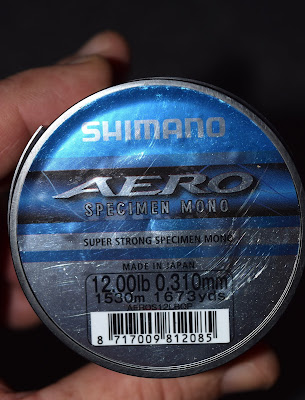 SHIMANO
AERO
SPECIMEN MONO
SUPER STRONG SPECIMEN MONO
MADE IN JAPAN
12.00lb 0,310mm
1530m 1673yds
8 717009 812085